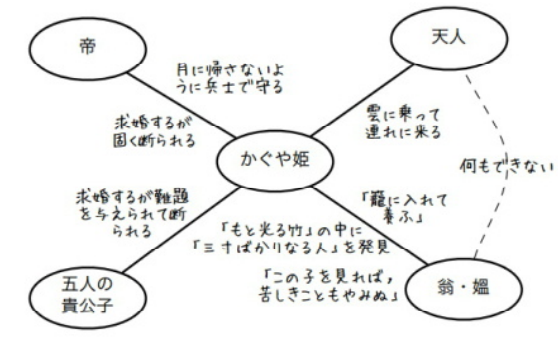 帝
天人
月に帰さないよ
うに兵士で守る
求婚するが
固く断られる
雲に乗って
連れに来る
かぐや姫
何もできない
求婚するが難題
を与えられて断
られる
「籠に入れて
養ふ」
「もと光る竹」の中に
「三寸ばかりなる人」を発見
「この子を見れば，
苦しきこともやみぬ」
五人の
貴公子
翁・嫗